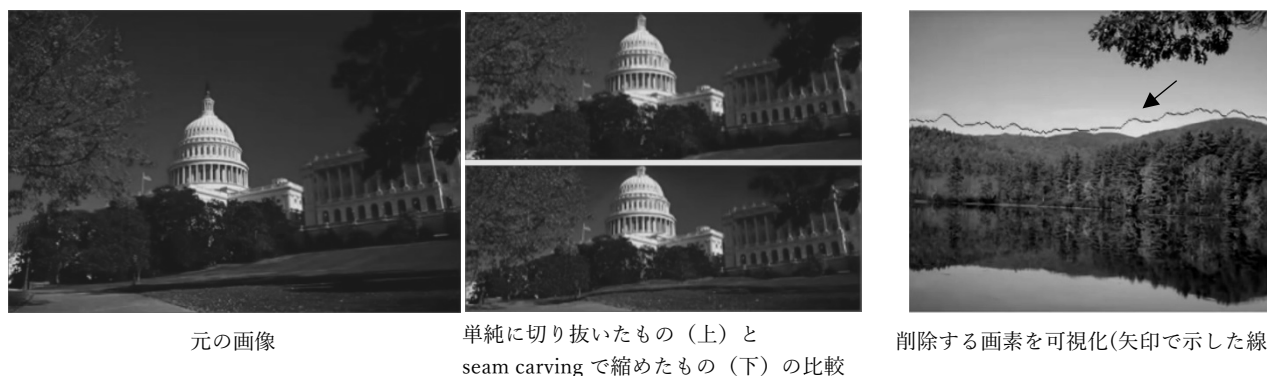 元の画像
単純に切り抜いたもの（上）と
seam carving で縮めたもの（下）の比較
削除する画素を可視化(矢印で示した線